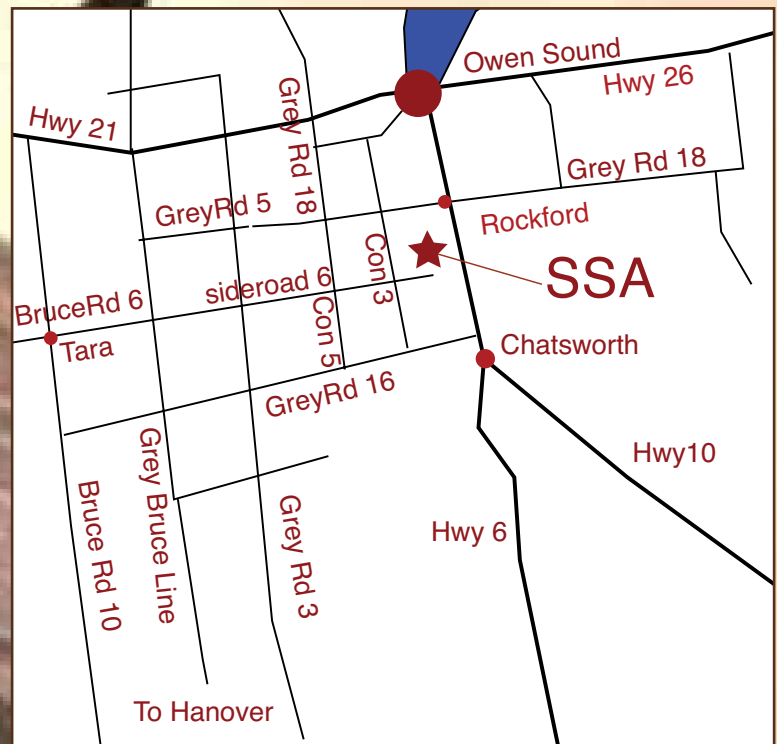 Owen Sound
Hwy 26
Hwy 21
Grey Rd 18
Grey Rd 18
GreyRd 5
Rockford
Con 3
SSA
sideroad 6
BruceRd 6
Con 5
Tara
Chatsworth
GreyRd 16
Hwy10
Grey Bruce Line
Bruce Rd 10
Grey Rd 3
Hwy 6
To Hanover